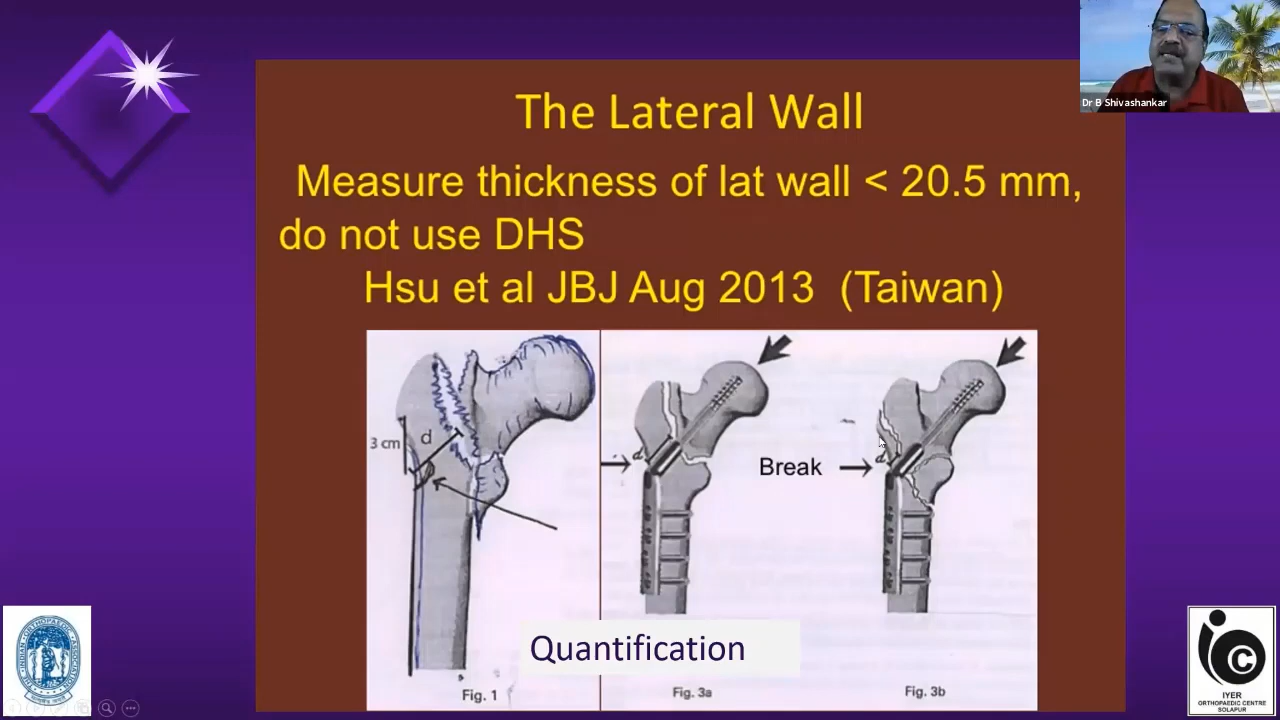 The Lateral Wall
Measure thickness of lat wall < 20.5 mm,
do not use DHS
Hsu et al JBJ Aug 2013 (Taiwan)
3 cm
d
Break
Quantification
Fig. 1
Fig. 3a
Fig. 3b
Dr B Shivashankar
IYER
ORTHOPAEDIC CENTRE
SOLAPUR